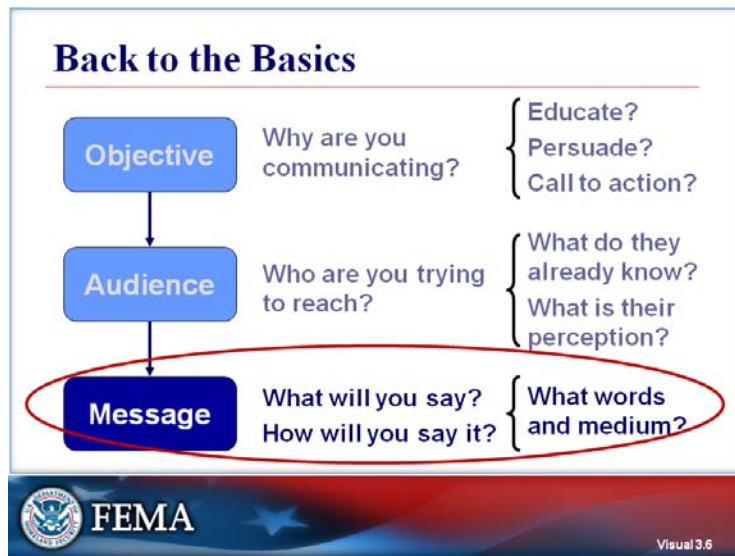 Back to the Basics
Objective
Why are you
communicating?
Educate?
Persuade?
Call to action?
Audience
Who are you trying
to reach?
What do they
already know?
What is their
perception?
Message
What will you say?
How will you say it?
What words
and medium?
FEMA
Visual 3.6